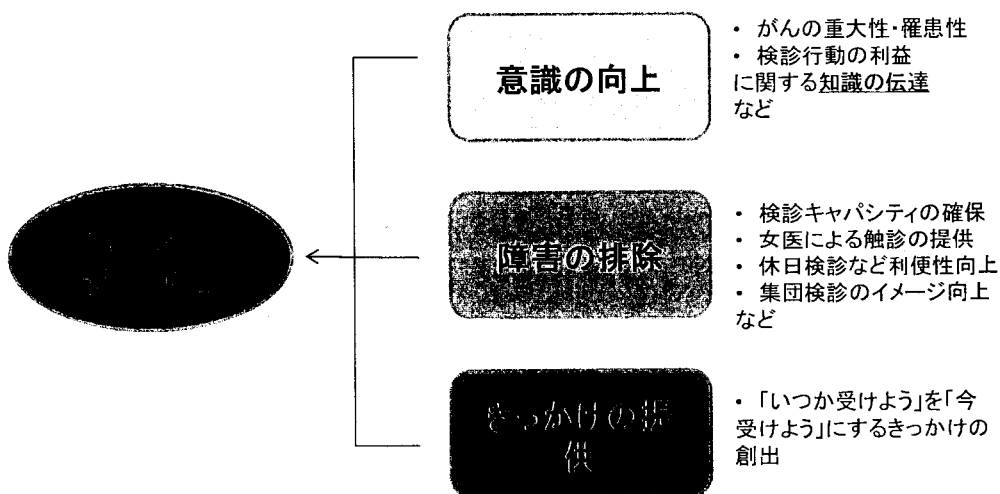 意識の向上
・ がんの重大性・罹患性
・ 検診行動の利益
に関する知識の伝達
など
障害の排除
・ 検診キャパシティの確保
・ 女医による触診の提供
・ 休日検診など利便性向上
・ 集団検診のイメージ向上
など
きっかけの提
供
・ 「いつか受けよう」を「今
受けよう」にするきっかけの
創出